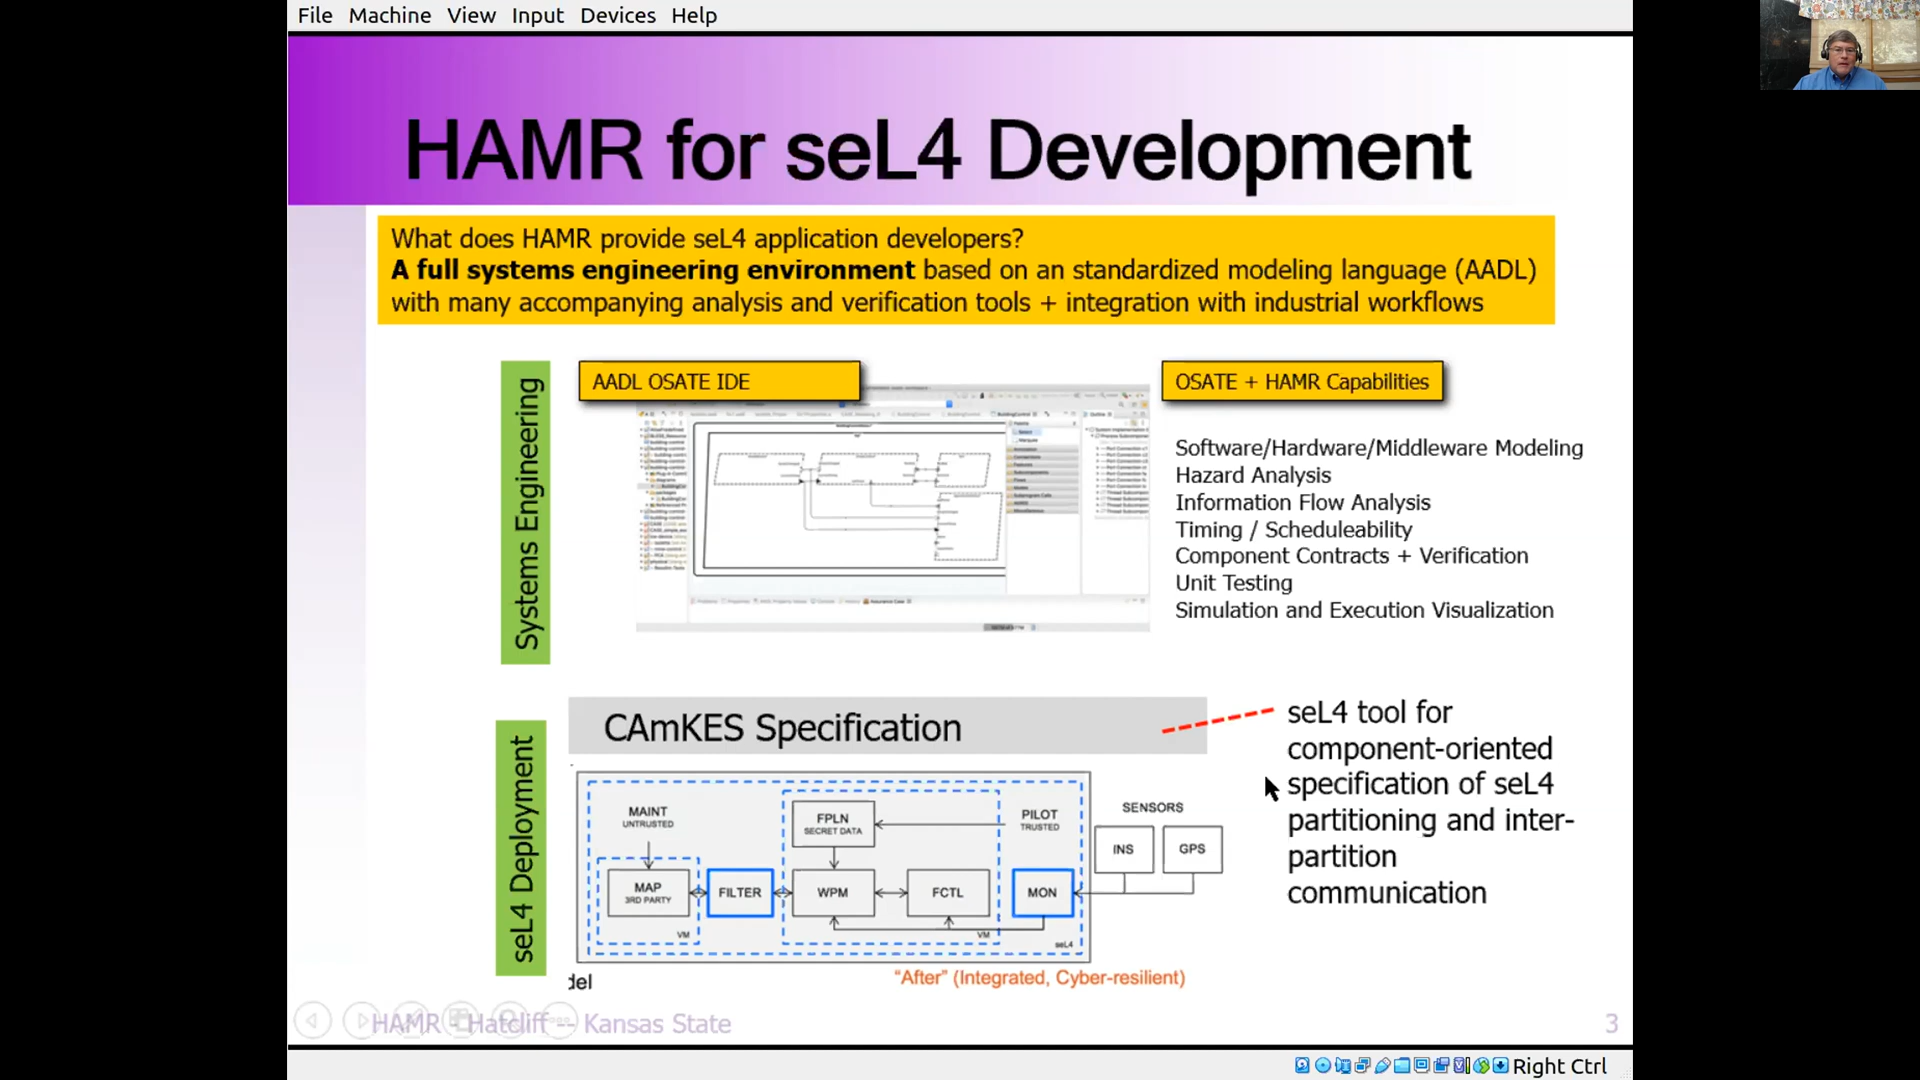 File Machine View Input Devices Help
HAMR for seL4 Development
What does HAMR provide seL4 application developers?
A full systems engineering environment based on an standardized modeling language (AADL)
with many accompanying analysis and verification tools + integration with industrial workflows
Systems Engineering
AADL OSATE IDE
OSATE + HAMR Capabilities
Software/Hardware/Middleware Modeling
Hazard Analysis
Information Flow Analysis
Timing / Scheduleability
Component Contracts + Verification
Unit Testing
Simulation and Execution Visualization
seL4 Deployment
CAmKES Specification
seL4 tool for
component-oriented
specification of seL4
partitioning and inter-
partition
communication
MAINT
UNTRUSTED
FPLN
SECRET DATA
PILOT
TRUSTED
SENSORS
INS
GPS
MAP
3RD PARTY
FILTER
WPM
FCTL
MON
VM
VM
seL4
del
“After” (Integrated, Cyber-resilient)
HAMR - Hatcliff -- Kansas State
3
Right Ctrl